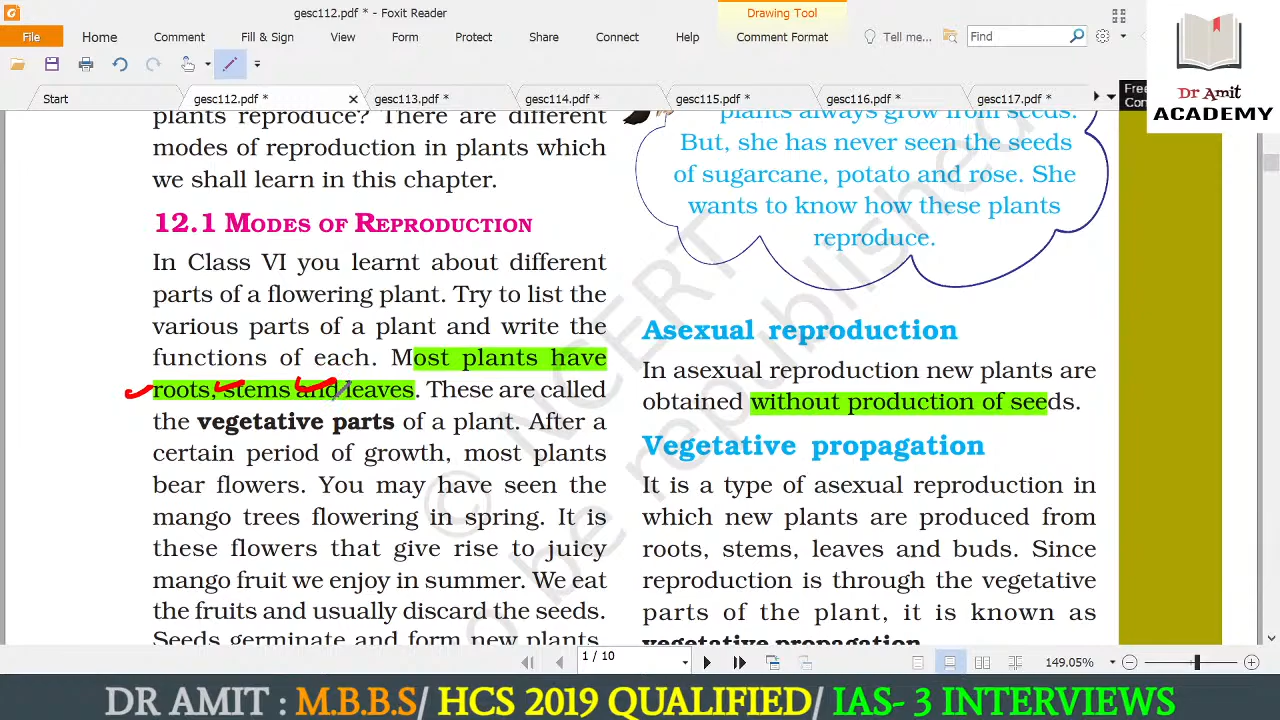 gesc112.pdf * - Foxit Reader
Drawing Tool
File Home Comment Fill & Sign View Form Protect Share Connect Help Comment Format Tell me... Find
Start gesc112.pdf * gesc113.pdf * gesc114.pdf * gesc115.pdf * gesc116.pdf * gesc117.pdf *
Dr Amit
ACADEMY
plants reproduce? There are different
modes of reproduction in plants which
we shall learn in this chapter.
12.1 MODES OF REPRODUCTION
In Class VI you learnt about different
parts of a flowering plant. Try to list the
various parts of a plant and write the
functions of each. Most plants have
roots, stems and leaves. These are called
the vegetative parts of a plant. After a
certain period of growth, most plants
bear flowers. You may have seen the
mango trees flowering in spring. It is
these flowers that give rise to juicy
mango fruit we enjoy in summer. We eat
the fruits and usually discard the seeds.
Seeds germinate and form new plants.
plants always grow from seeds.
But, she has never seen the seeds
of sugarcane, potato and rose. She
wants to know how these plants
reproduce.
Asexual reproduction
In asexual reproduction new plants are
obtained without production of seeds.
Vegetative propagation
It is a type of asexual reproduction in
which new plants are produced from
roots, stems, leaves and buds. Since
reproduction is through the vegetative
parts of the plant, it is known as
vegetative propagation.
© NCERT
be republished
1 / 10
149.05%
DR AMIT : M.B.B.S/ HCS 2019 QUALIFIED/ IAS- 3 INTERVIEWS